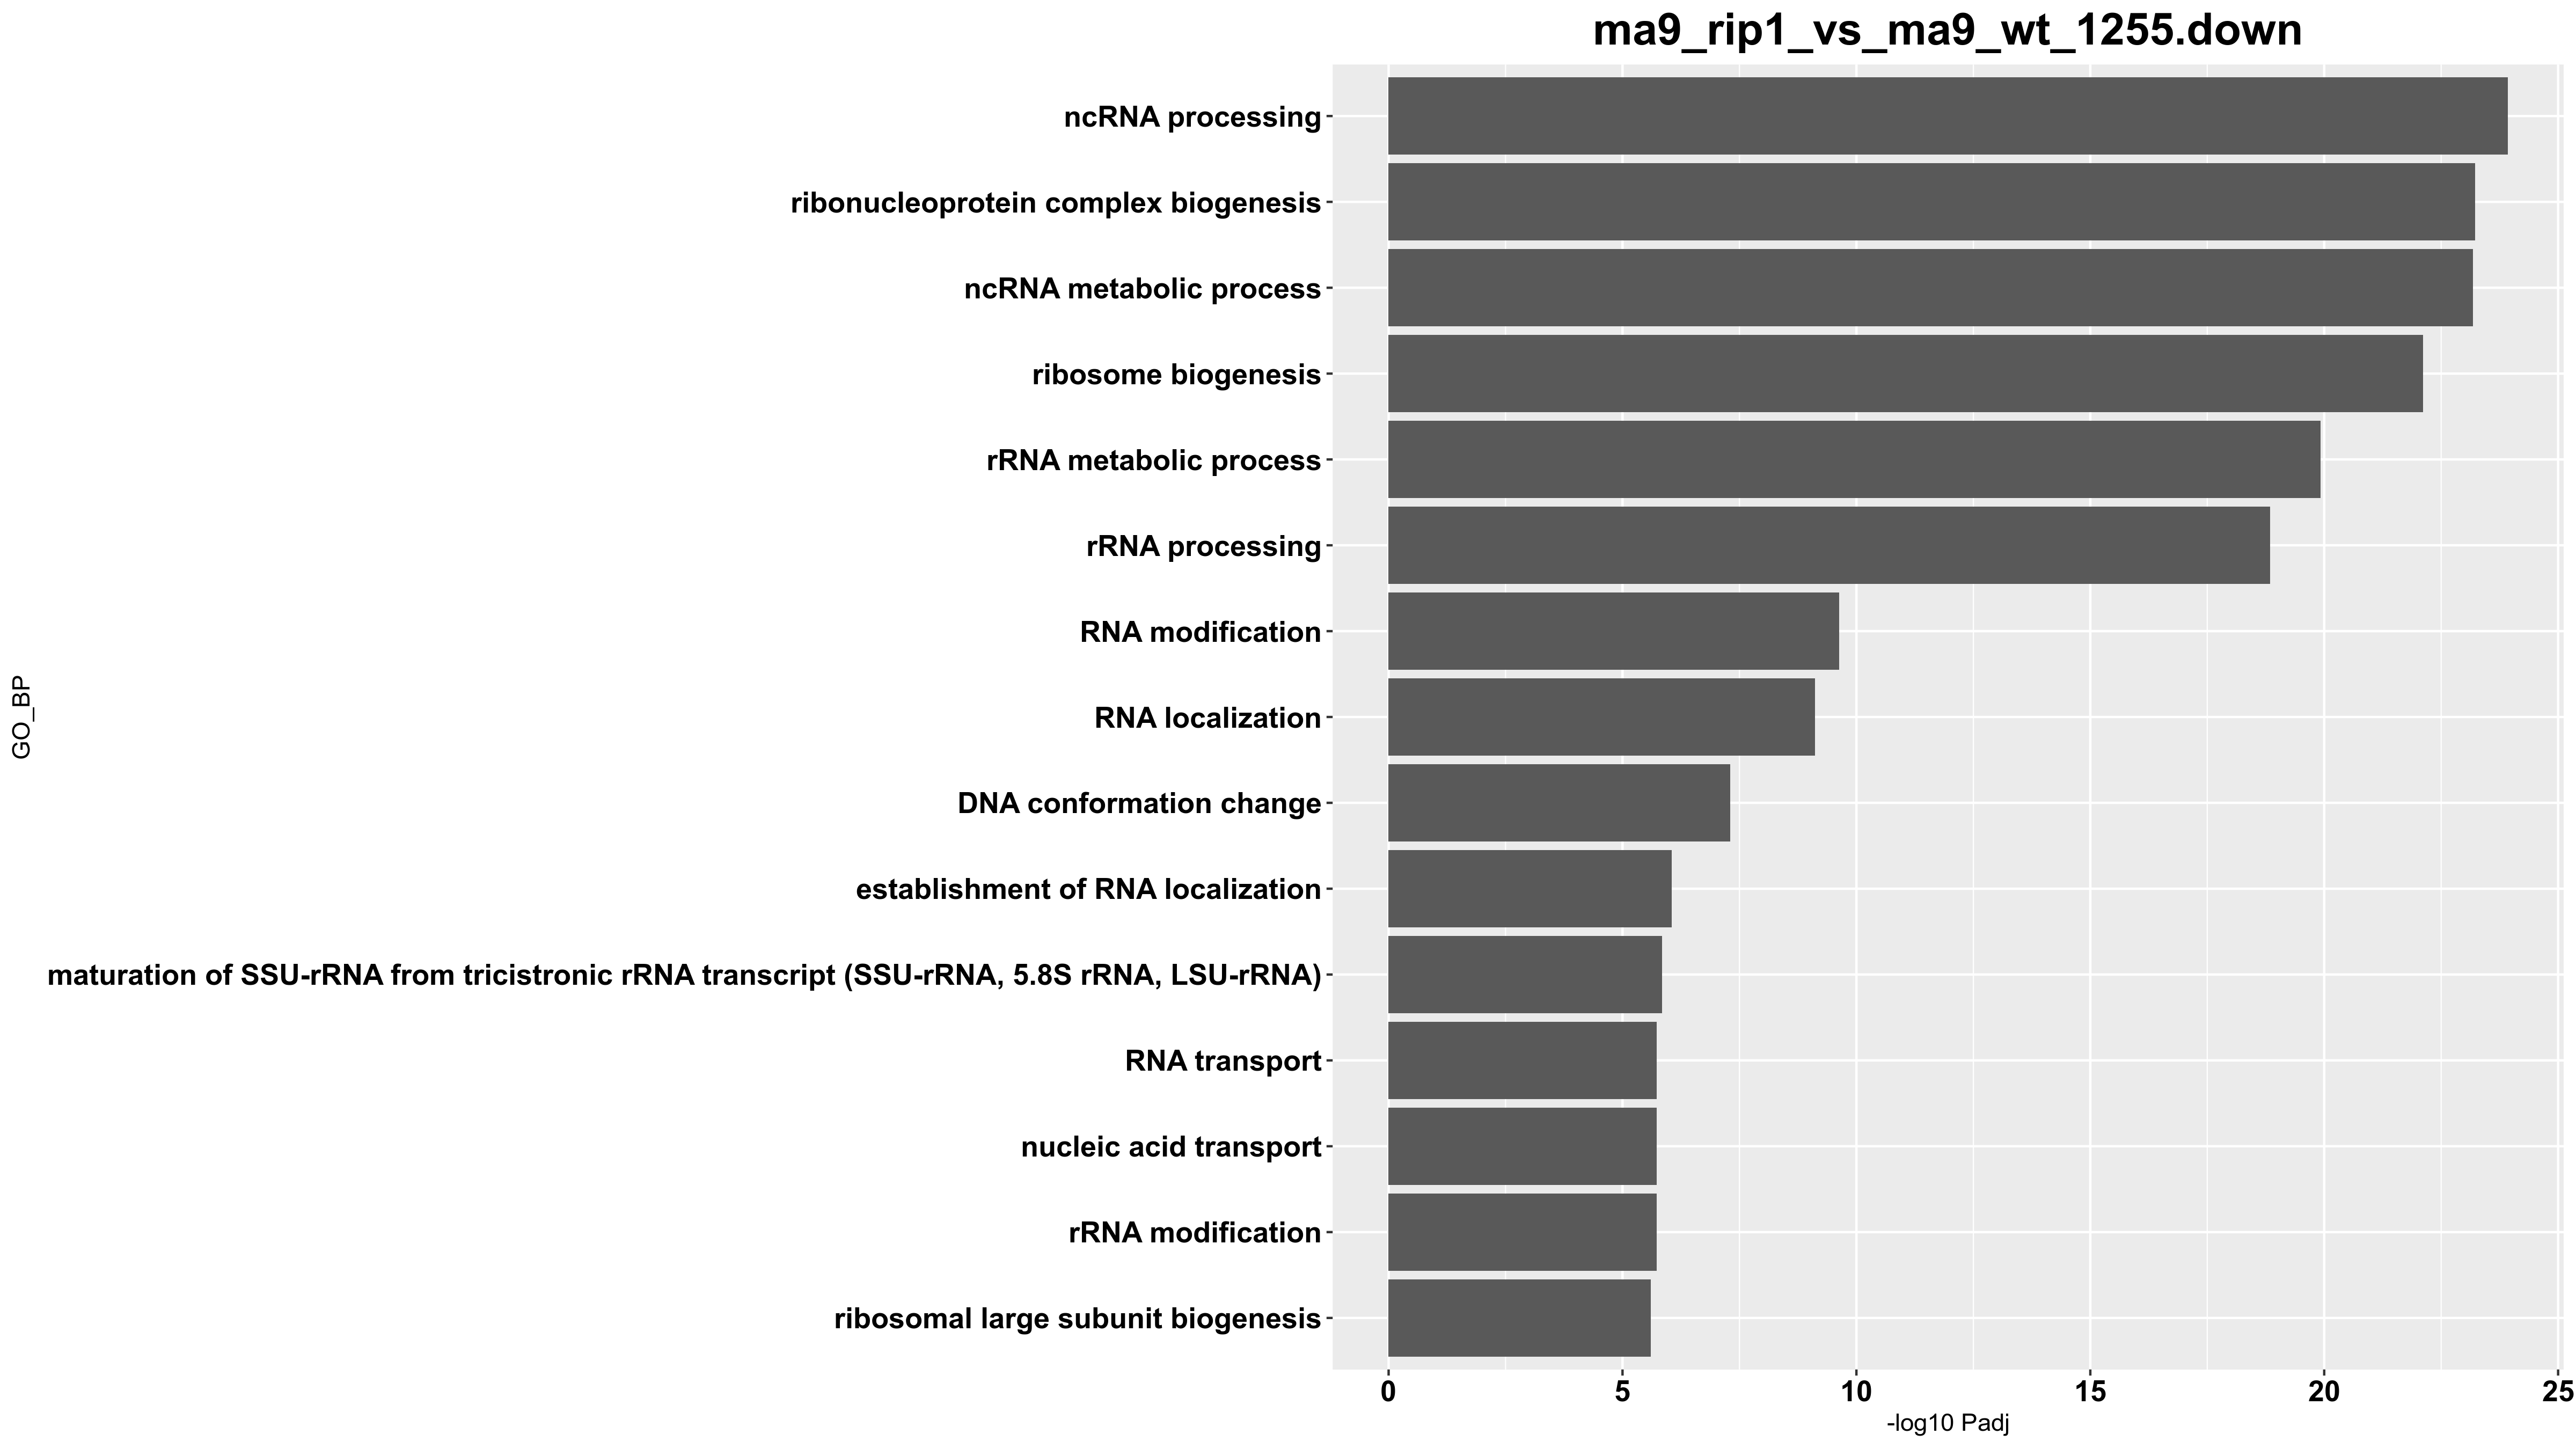 ma9_rip1_vs_ma9_wt_1255.down
ncRNA processing
ribonucleoprotein complex biogenesis
ncRNA metabolic process
ribosome biogenesis
rRNA metabolic process
rRNA processing
RNA modification
RNA localization
DNA conformation change
establishment of RNA localization
maturation of SSU-rRNA from tricistronic rRNA transcript (SSU-rRNA, 5.8S rRNA, LSU-rRNA)
RNA transport
nucleic acid transport
rRNA modification
ribosomal large subunit biogenesis
GO_BP
0 5 10 15 20 25
-log10 Padj